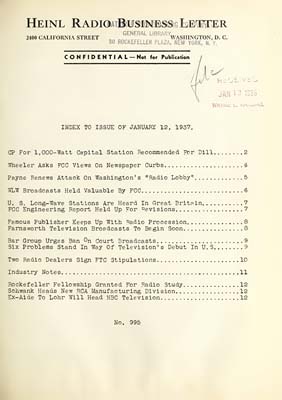 HEINL RADIO BUSINESS LETTER
2400 CALIFORNIA STREET
WASHINGTON, D. C.
GENERAL LIBRARY
30 ROCKEFELLER PLAZA, NEW YORK, N. Y.
CONFIDENTIAL—Not for Publication
RECEIVED
JAN 13
INDEX TO ISSUE OF JANUARY 12, 1937.
CP For 1,000-Watt Capital Station Recommended For Dill.......2
Wheeler Asks FCC Views On Newspaper Curbs....................4
Payne Renews Attack On Washington's "Radio Lobby"............5
WLW Broadcasts Held Valuable By FCC..........................6
U. S. Long-Wave Stations Are Heard In Great Britain..........7
FCC Engineering Report Held Up For Revisions.................7
Famous Publisher Keeps Up With Radio Procession..............8
Farnsworth Television Broadcasts To Begin Soon...............8
Bar Group Urges Ban On Court Broadcasts......................9
Six Problems Stand In Way Of Television's Debut In U.S.......9
Two Radio Dealers Sign FTC Stipulations.....................10
Industry Notes..............................................11
Rockefeller Fellowship Granted For Radio Study..............12
Schwank Heads New RCA Manufacturing Division................12
Ex-Aide To Lohr Will Head NBC Television....................12
No. 995